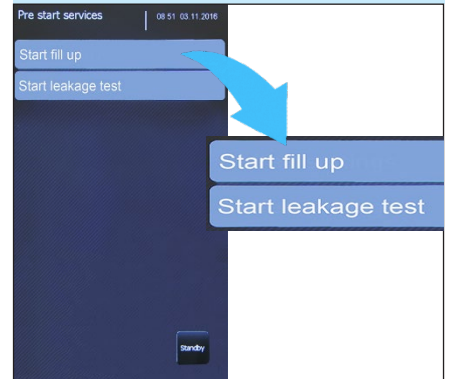 Pre start services
08 51 03.11.2016
Start fill up
Start leakage test
Start fill up
Start leakage test
Standby